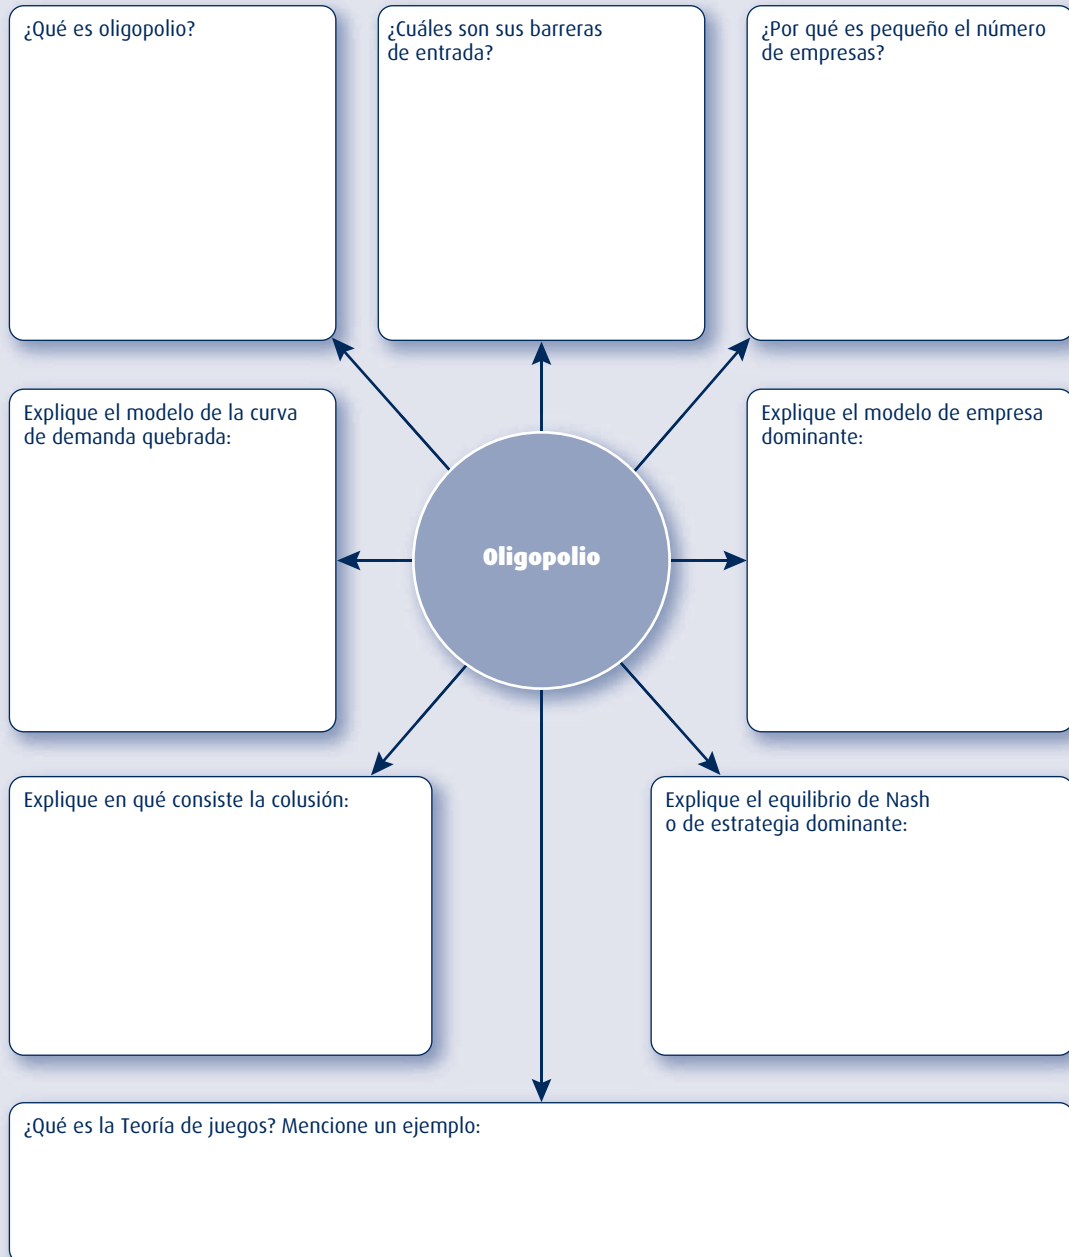 ¿Qué es oligopolio?
¿Cuáles son sus barreras
de entrada?
¿Por qué es pequeño el número
de empresas?
Explique el modelo de la curva
de demanda quebrada:
Explique el modelo de empresa
dominante:
Oligopolio
Explique en qué consiste la colusión:
Explique el equilibrio de Nash
o de estrategia dominante:
¿Qué es la Teoría de juegos? Mencione un ejemplo: